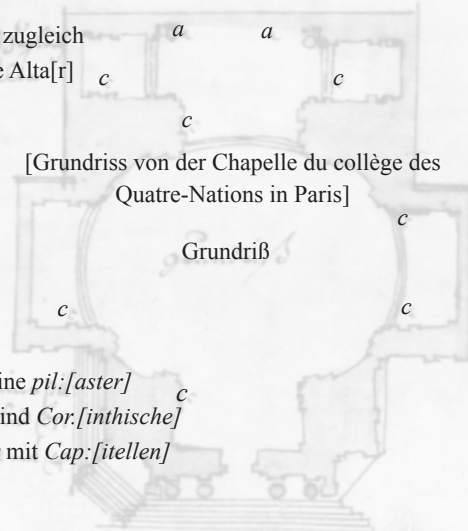 zugleich
a a
e Alta[r] c c
c
[Grundriss von der Chapelle du collège des
Quatre-Nations in Paris]
c
Grundriß
c c
ine pil:[aster]
c
ind Cor.[inthische]
r mit Cap:[itellen]